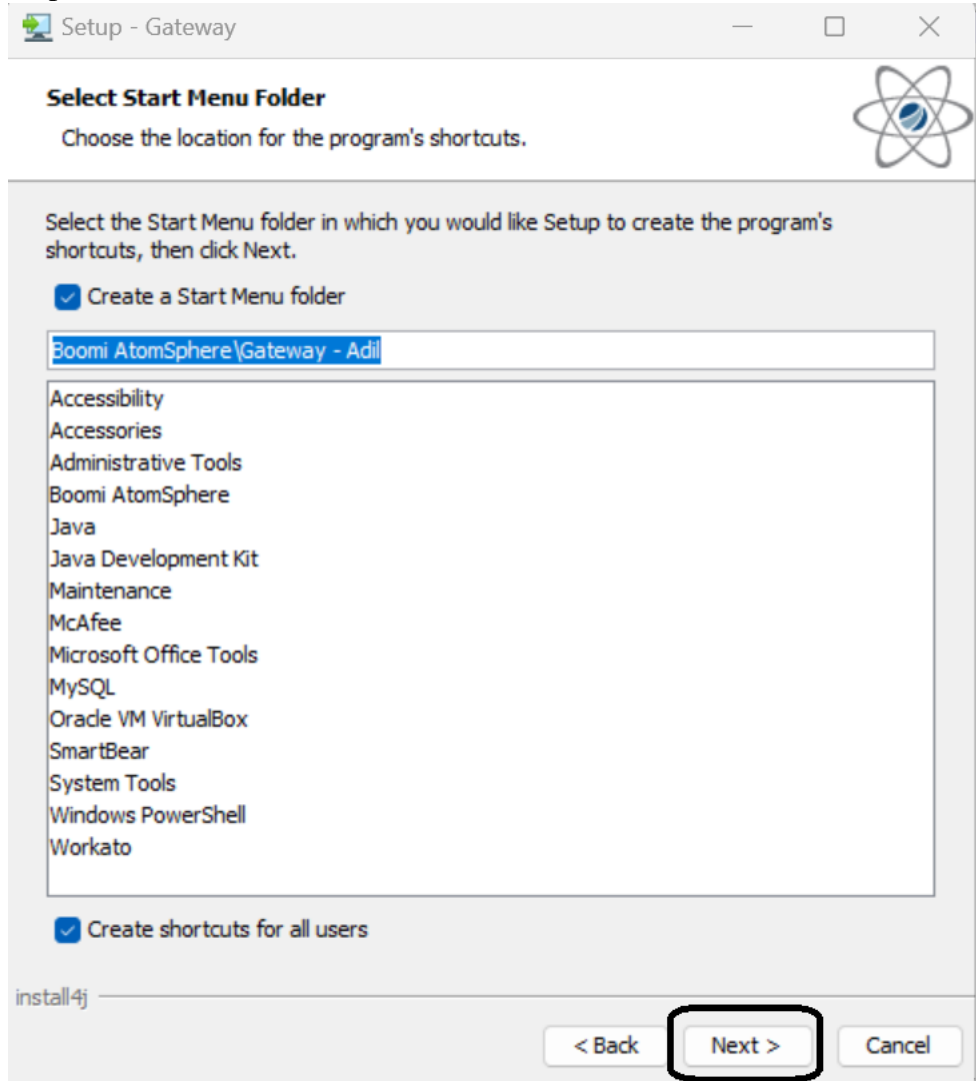 Setup - Gateway
Select Start Menu Folder
Choose the location for the program's shortcuts.
Select the Start Menu folder in which you would like Setup to create the program's
shortcuts, then click Next.
Create a Start Menu folder
Boomi AtomSphere\Gateway - Adil
Accessibility
Accessories
Administrative Tools
Boomi AtomSphere
Java
Java Development Kit
Maintenance
McAfee
Microsoft Office Tools
MySQL
Oracle VM VirtualBox
SmartBear
System Tools
Windows PowerShell
Workato
Create shortcuts for all users
install4j
< Back Next > Cancel